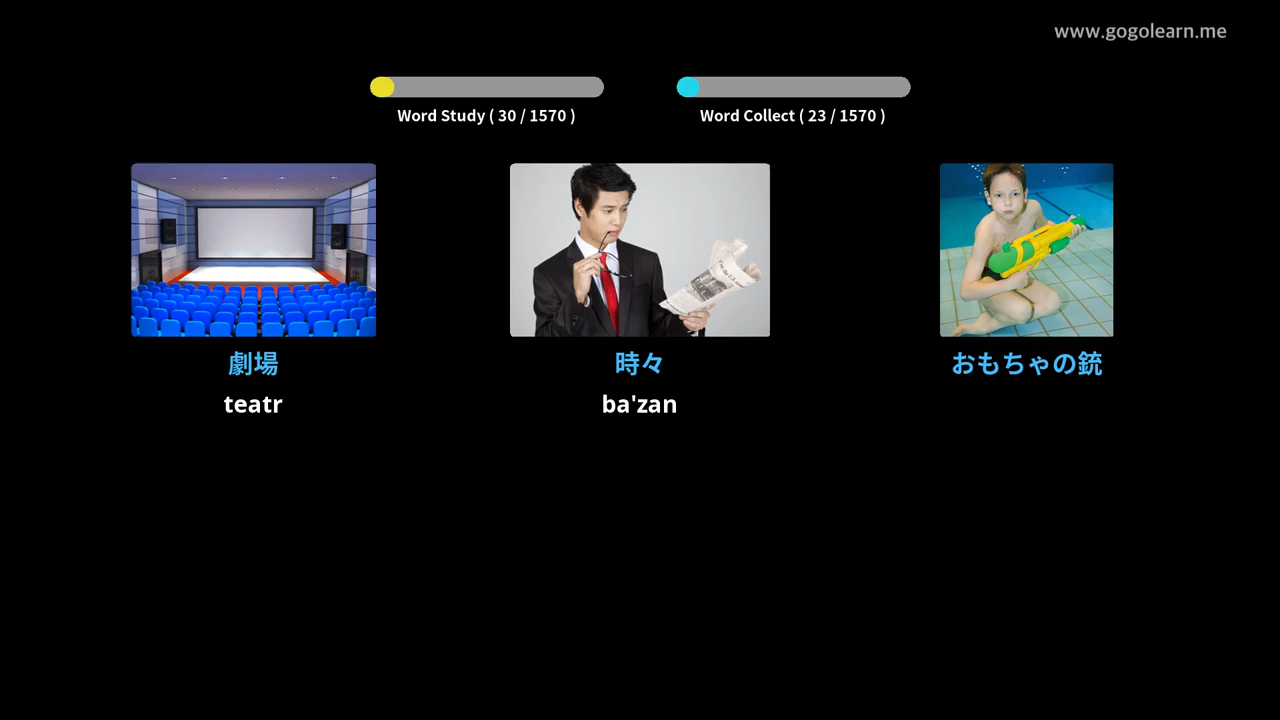 www.gogolearn.me
Word Study ( 30 / 1570 )
Word Collect ( 23 / 1570 )
劇場
時々
おもちゃの銃
teatr
ba'zan